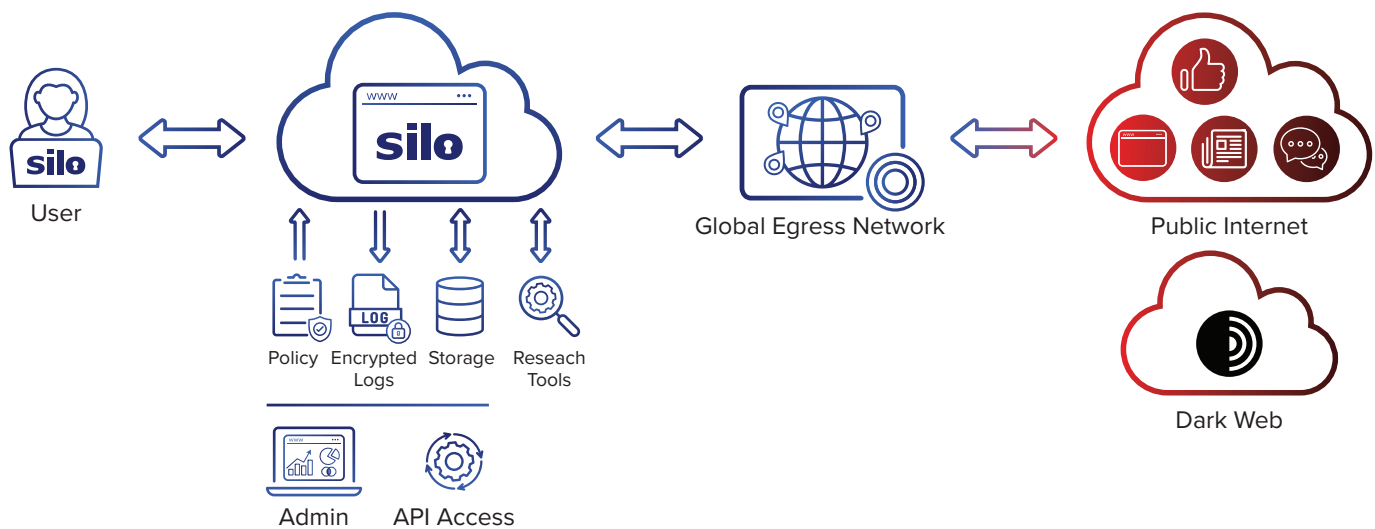 silo
User
www
silo
Policy
Encrypted
Logs
LOG
Storage
Reseach
Tools
www
Admin
API Access
Global Egress Network
www
Public Internet
Dark Web